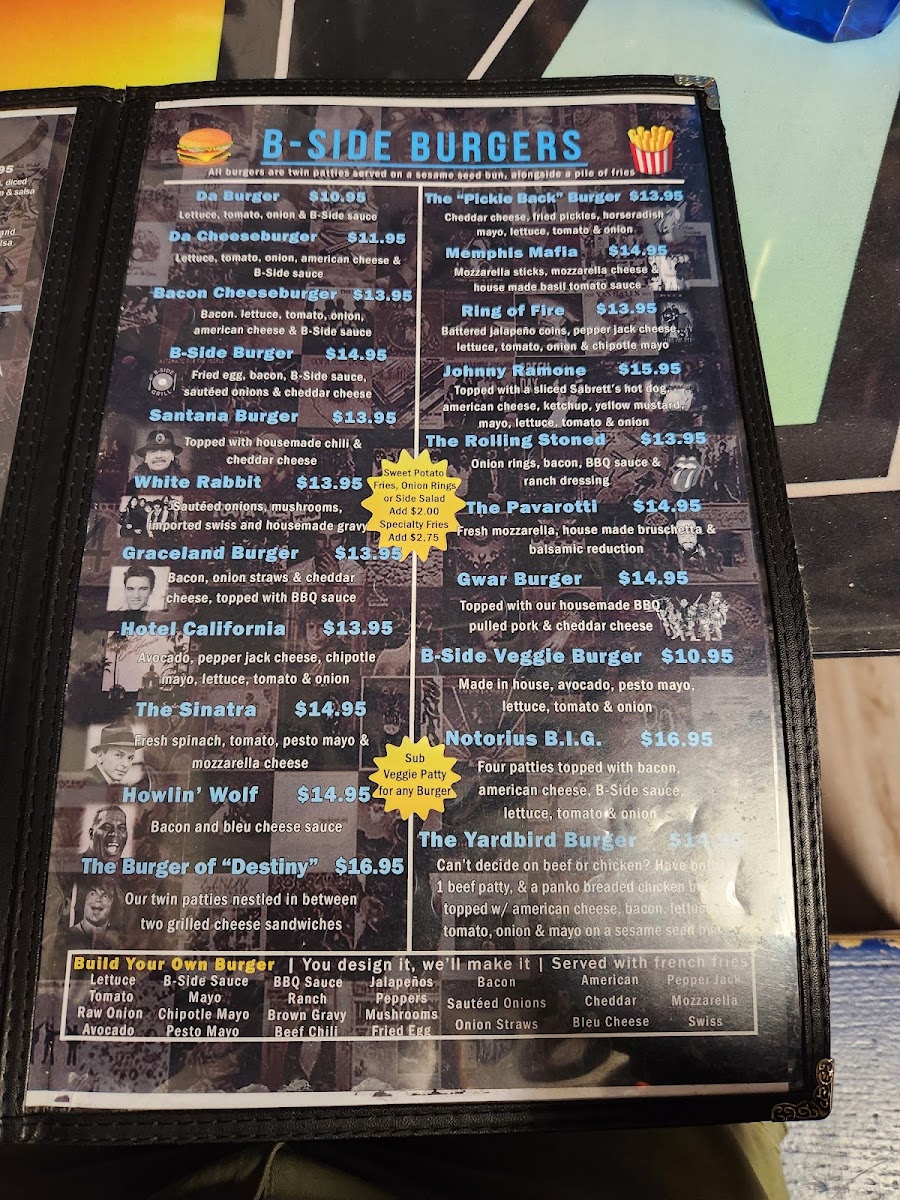 95
, diced
n & salsa
and
lsa
B-SIDE BURGERS
All burgers are twin patties served on a sesame seed bun, alongside a pile of fries
Da Burger $10.95
Lettuce, tomato, onion & B-Side sauce
Da Cheeseburger $11.95
Lettuce, tomato, onion, american cheese &
B-Side sauce
Bacon Cheeseburger $13.95
Bacon. lettuce, tomato, onion,
american cheese & B-Side sauce
B-Side Burger $14.95
B-SIDE
GRILL
Fried egg, bacon, B-Side sauce,
sautéed onions & cheddar cheese
Santana Burger $13.95
Topped with housemade chili &
cheddar cheese
White Rabbit $13.95
Sautéed onions, mushrooms,
imported swiss and housemade gravy
Graceland Burger $13.95
Bacon, onion straws & cheddar
cheese, topped with BBQ sauce
Hotel California $13.95
Avocado, pepper jack cheese, chipotle
mayo, lettuce, tomato & onion
The Sinatra $14.95
Fresh spinach, tomato, pesto mayo &
mozzarella cheese
Howlin' Wolf $14.95
Bacon and bleu cheese sauce
The Burger of "Destiny" $16.95
Our twin patties nestled in between
two grilled cheese sandwiches
Sweet Potato
Fries, Onion Rings
or Side Salad
Add $2.00
Specialty Fries
Add $2.75
Sub
Veggie Patty
for any Burger
The "Pickle Back" Burger $13.95
Cheddar cheese, fried pickles, horseradish
mayo, lettuce, tomato & onion
Memphis Mafia $14.95
Mozzarella sticks, mozzarella cheese &
house made basil tomato sauce
Ring of Fire $13.95
Battered jalapeño coins, pepper jack cheese,
lettuce, tomato, onion & chipotle mayo
Johnny Ramone $15.95
Topped with a sliced Sabrett's hot dog,
american cheese, ketchup, yellow mustard,
mayo, lettuce, tomato & onion
The Rolling Stoned $13.95
Onion rings, bacon, BBQ sauce &
ranch dressing
The Pavarotti $14.95
Fresh mozzarella, house made bruschetta &
balsamic reduction
Gwar Burger $14.95
Topped with our housemade BBQ
pulled pork & cheddar cheese
B-Side Veggie Burger $10.95
Made in house, avocado, pesto mayo,
lettuce, tomato & onion
Notorius B.I.G. $16.95
Four patties topped with bacon,
american cheese, B-Side sauce,
lettuce, tomato & onion
The Yardbird Burger
Can't decide on beef or chicken? Have
1 beef patty, & a panko breaded chicken
topped w/ american cheese, bacon, lettuce
tomato, onion & mayo on a sesame seed
Build Your Own Burger | You design it, we'll make it | Served with french fries
Lettuce
Tomato
Raw Onion
Avocado
B-Side Sauce
Mayo
Chipotle Mayo
Pesto Mayo
BBQ Sauce
Ranch
Brown Gravy
Beef Chili
Jalapeños
Peppers
Mushrooms
Fried Egg
Bacon
Sautéed Onions
Onion Straws
American
Cheddar
Bleu Cheese
Pepper Jack
Mozzarella
Swiss